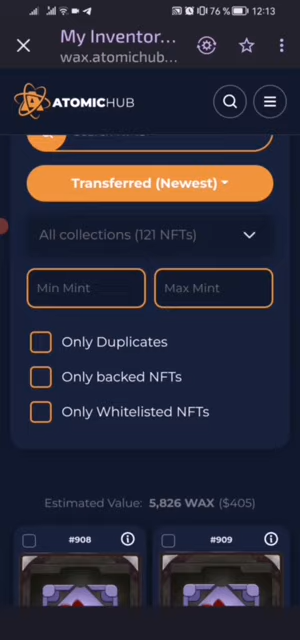 76 % 12:13
My Inventor...
wax.atomichub...
ATOMICHUB
Transferred (Newest)
All collections (121 NFTs)
Min Mint Max Mint
Only Duplicates
Only backed NFTs
Only Whitelisted NFTs
Estimated Value: 5,826 WAX ($405)
#908 #909